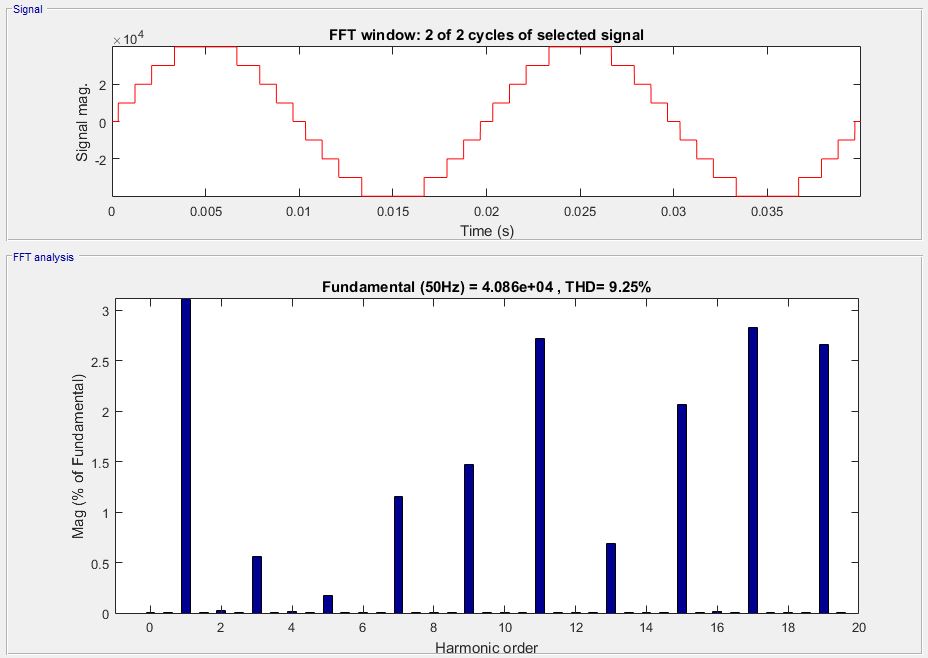 Signal
FFT window: 2 of 2 cycles of selected signal
×10^4
2
0
-2
Signal mag.
0 0.005 0.01 0.015 0.02 0.025 0.03 0.035
Time (s)
FFT analysis
Fundamental (50Hz) = 4.086e+04 , THD= 9.25%
3
2.5
2
1.5
1
0.5
0
Mag (% of Fundamental)
0 2 4 6 8 10 12 14 16 18 20
Harmonic order